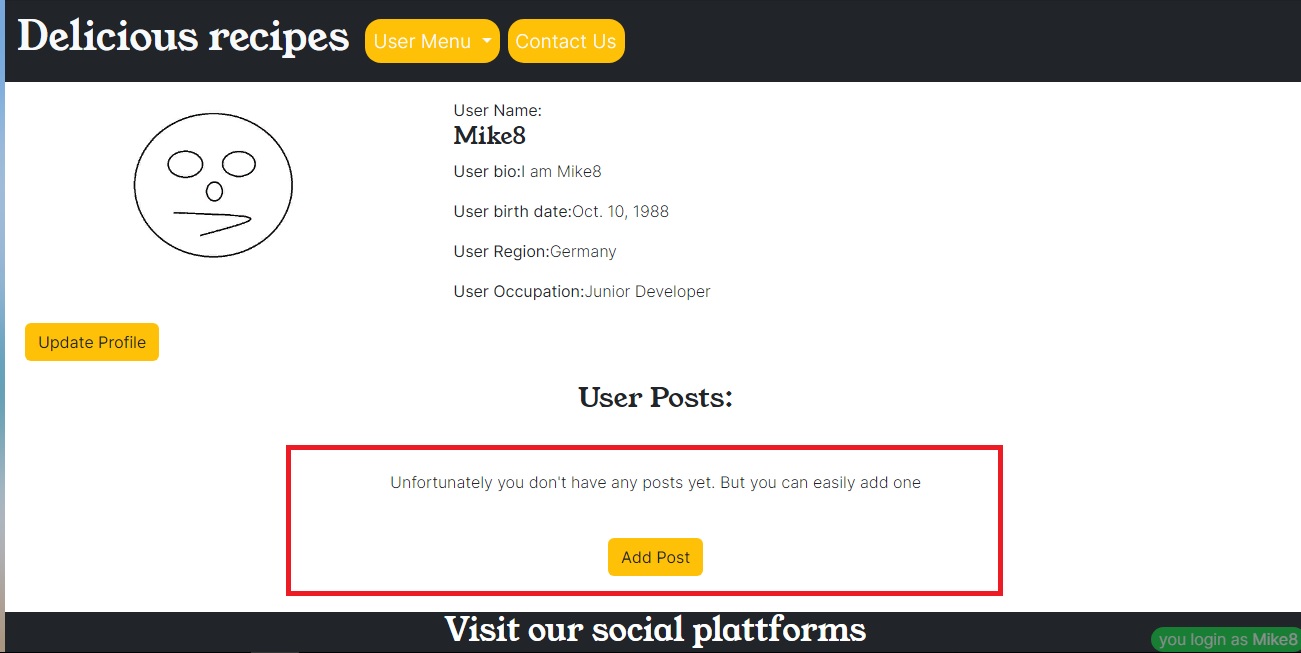 Delicious recipes User Menu Contact Us
User Name:
Mike8
User bio:I am Mike8
User birth date:Oct. 10, 1988
User Region:Germany
User Occupation:Junior Developer
Update Profile
User Posts:
Unfortunately you don't have any posts yet. But you can easily add one
Add Post
Visit our social plattforms
you login as Mike8